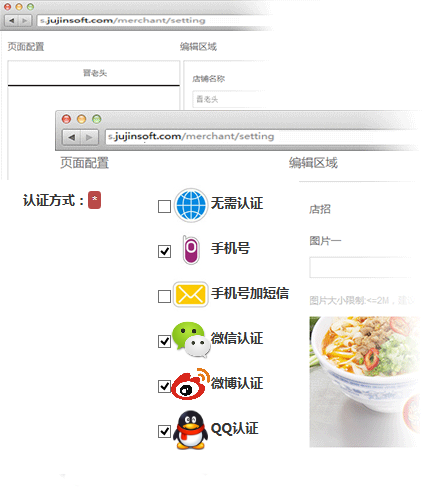 s.jujinsoft.com/merchant/setting
页面配置 编辑区域
晋老头 店铺名称
晋老头
s.jujinsoft.com/merchant/setting
页面配置 编辑区域
认证方式：* 无需认证
店招
手机号
图片一
手机号加短信
图片大小限制:<=2M，
微信认证
微博认证
QQ认证